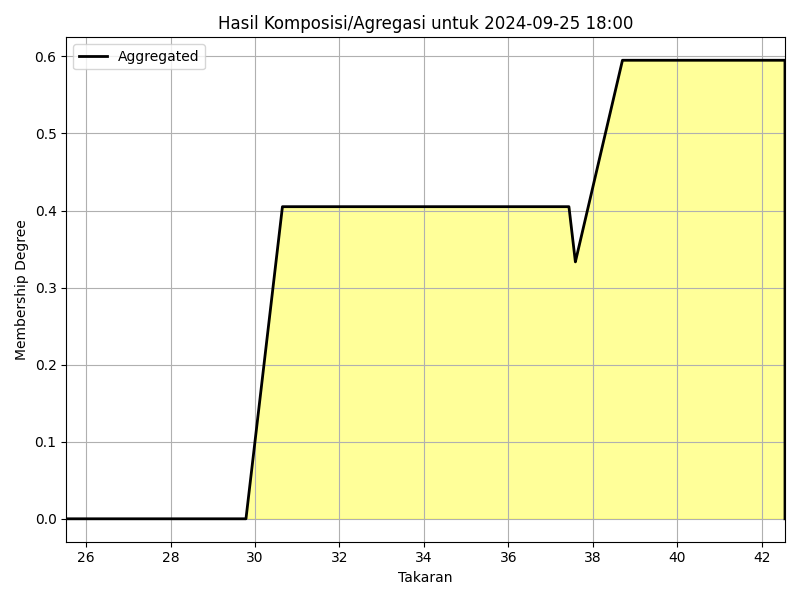 Hasil Komposisi/Agregasi untuk 2024-09-25 18:00
Aggregated
Membership Degree
0.6
0.5
0.4
0.3
0.2
0.1
0.0
26 28 30 32 34 36 38 40 42
Takaran